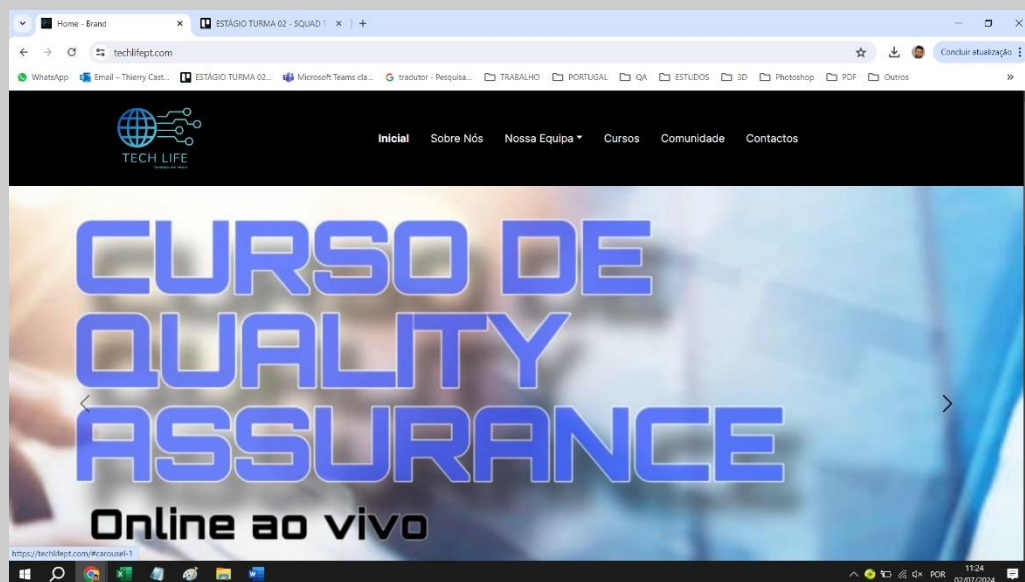 Home - Brand
ESTÁGIO TURMA 02 - SQUAD
techlifept.com
Concluir atualização
WhatsApp
Email – Thierry Cast...
ESTÁGIO TURMA 02...
Microsoft Teams cla...
tradutor - Pesquisa...
TRABALHO
PORTUGAL
QA
ESTUDOS
3D
Photoshop
PDF
Outros
TECH LIFE
Inicial
Sobre Nós
Nossa Equipa
Cursos
Comunidade
Contactos
CURSO DE
QUALITY
ASSURANCE
Online ao vivo
https://techlifept.com/#carousel-1
POR
11:24
02/07/2024